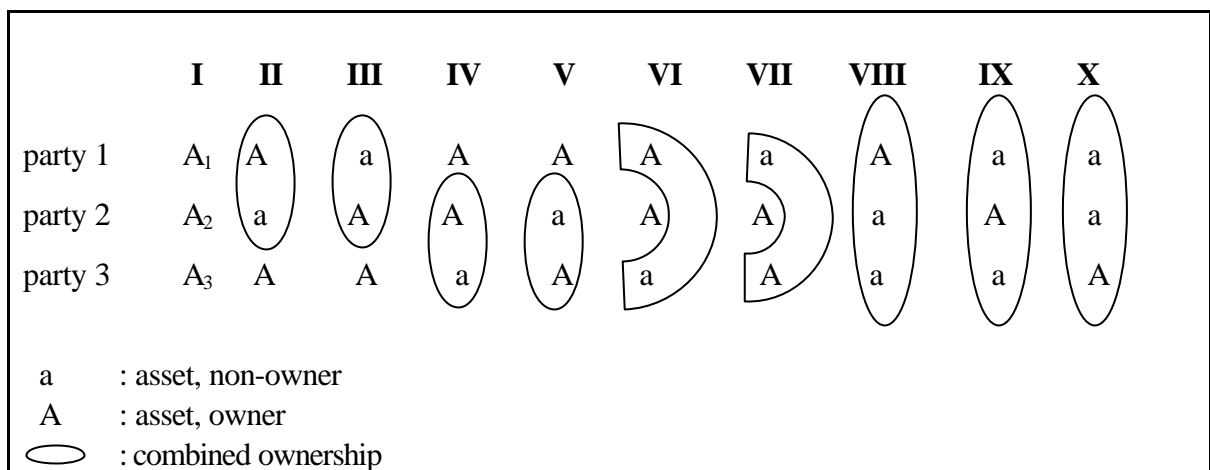 I II III IV V VI VII VIII IX X
party 1 A₁ A a A A A a A a a
party 2 A₂ a A A a A A a A a
party 3 A₃ A A a A a A a a A
a : asset, non-owner
A : asset, owner
: combined ownership